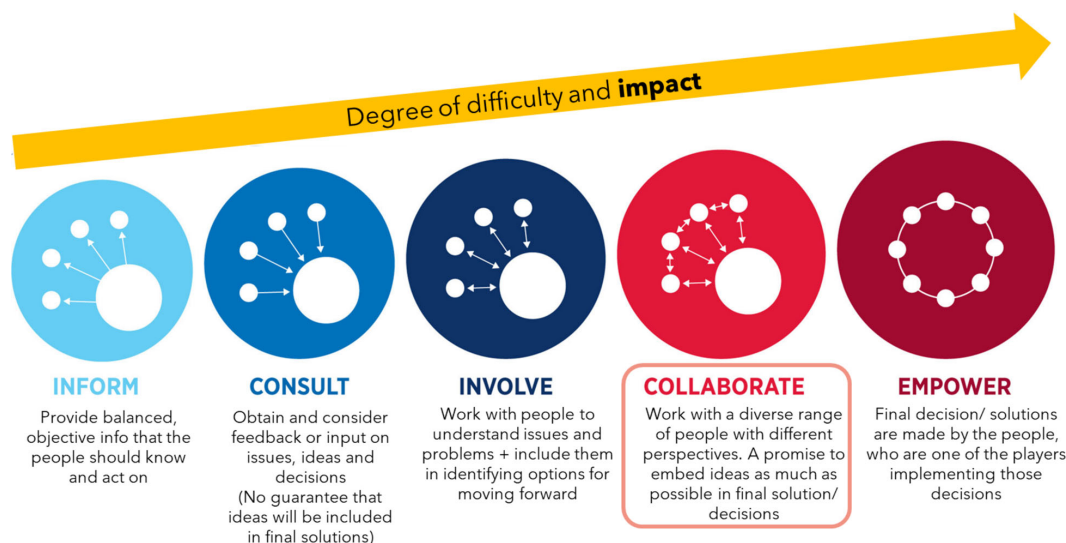 Degree of difficulty and impact
INFORM
Provide balanced,
objective info that the
people should know
and act on
CONSULT
Obtain and consider
feedback or input on
issues, ideas and
decisions
(No guarantee that
ideas will be included
in final solutions)
INVOLVE
Work with people to
understand issues and
problems + include them
in identifying options for
moving forward
COLLABORATE
Work with a diverse range
of people with different
perspectives. A promise to
embed ideas as much as
possible in final solution/
decisions
EMPOWER
Final decision/ solutions
are made by the people,
who are one of the players
implementing those
decisions